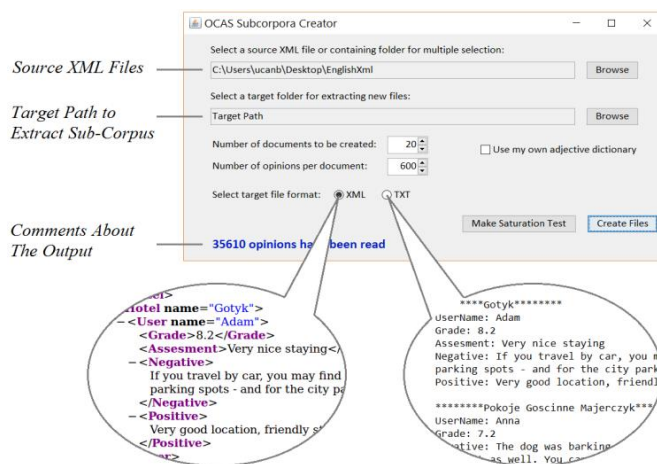 OCAS Subcorpora Creator
Select a source XML file or containing folder for multiple selection:
Source XML Files
C:\Users\ucanb\Desktop\EnglishXml
Browse
Select a target folder for extracting new files:
Target Path to
Extract Sub-Corpus
Target Path
Browse
Number of documents to be created:
20
Use my own adjective dictionary
Number of opinions per document:
600
Select target file format:
XML
TXT
Make Saturation Test
Create Files
Comments About
The Output
35610 opinions have been read
<Hotel name="Gotyk">
−<User name="Adam">
<Grade>8.2</Grade>
<Assesment>Very nice staying</
−<Negative>
If you travel by car, you may find
parking spots - and for the city pa
</Negative>
−<Positive>
Very good location, friendly st
</Positive>
****Gotyk********
UserName: Adam
Grade: 8.2
Assesment: Very nice staying
Negative: If you travel by car, you m
parking spots - and for the city park
Positive: Very good location, friendl
********Pokoje Goscinne Majerczyk***
UserName: Anna
Grade: 7.2
The dog was barking
as well. You